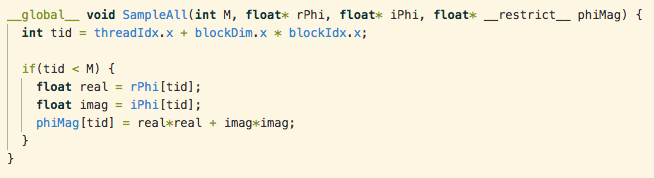 __global__ void SampleAll(int M, float* rPhi, float* iPhi, float* __restrict__ phiMag) {
  int tid = threadIdx.x + blockDim.x * blockIdx.x;

  if(tid < M) {
    float real = rPhi[tid];
    float imag = iPhi[tid];
    phiMag[tid] = real*real + imag*imag;
  }
}